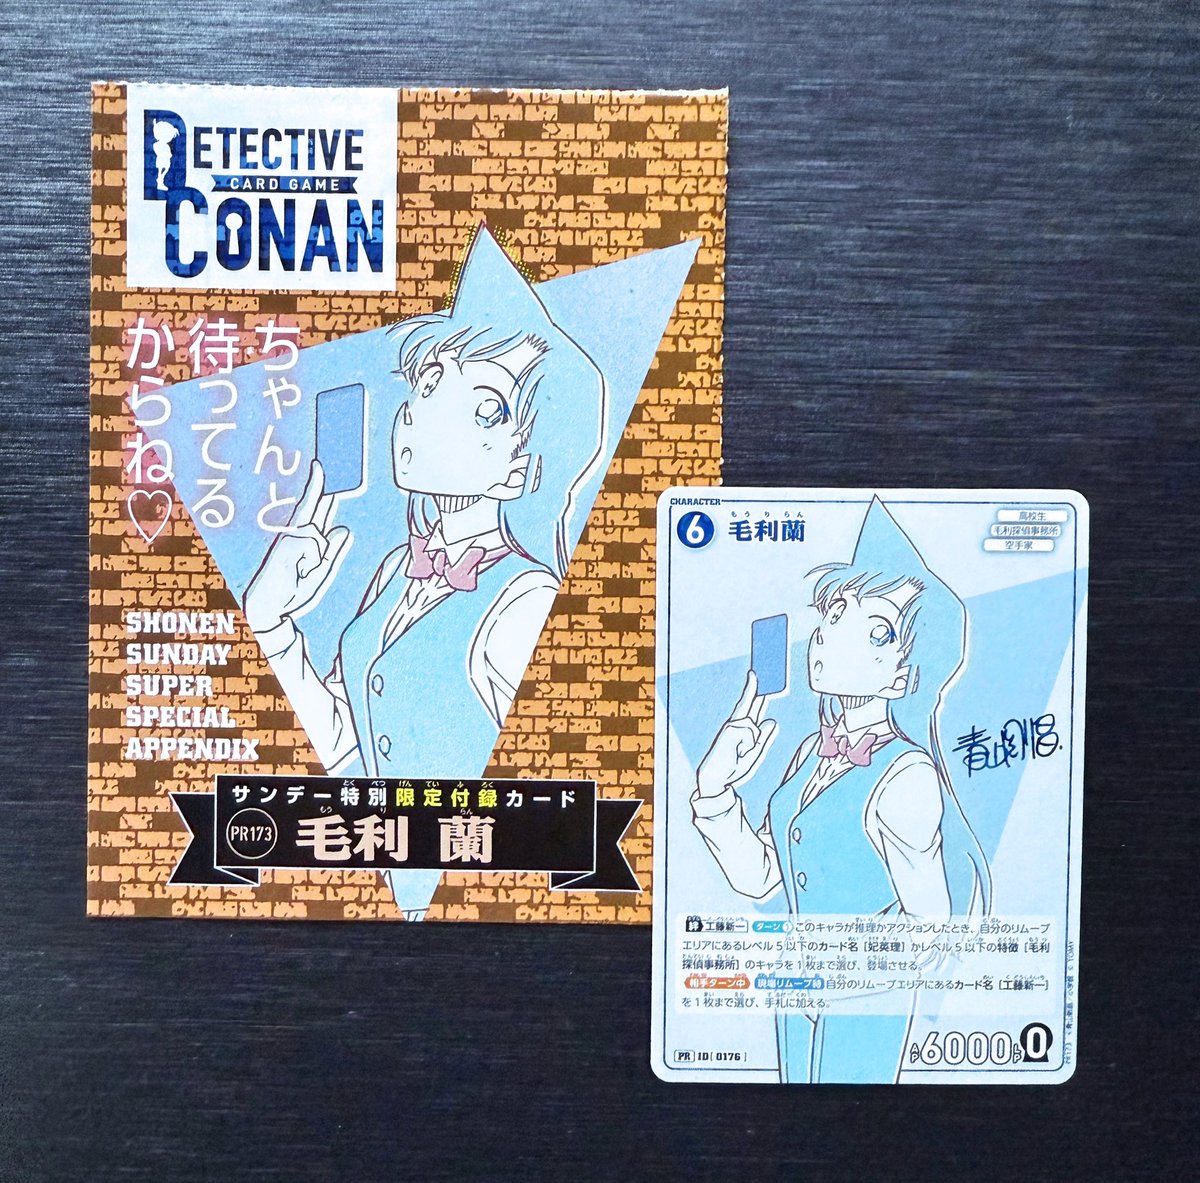 DETECTIVE
CARD GAME
CONAN
ちゃんと
待ってる
からね♡
SHONEN
SUNDAY
SUPER
SPECIAL
APPENDIX
サンデー特別限定付録カード
PR173
毛利 蘭
CHARACTER
6
もうりらん
毛利蘭
高校生
毛利探偵事務所
空手家
青山剛昌
絆 工藤新一 ターン1 このキャラが推理かアクションしたとき、自分のリムーブ
エリアにあるレベル5以下のカード名［妃英理］かレベル5以下の特徴［毛利
探偵事務所］のキャラを1枚まで選び、登場させる。
相手ターン中 現場リムーブ時 自分のリムーブエリアにあるカード名［工藤新一］
を1枚まで選び、手札に加える。
PR ID[ 0176 ]
AP 6000 LP 0